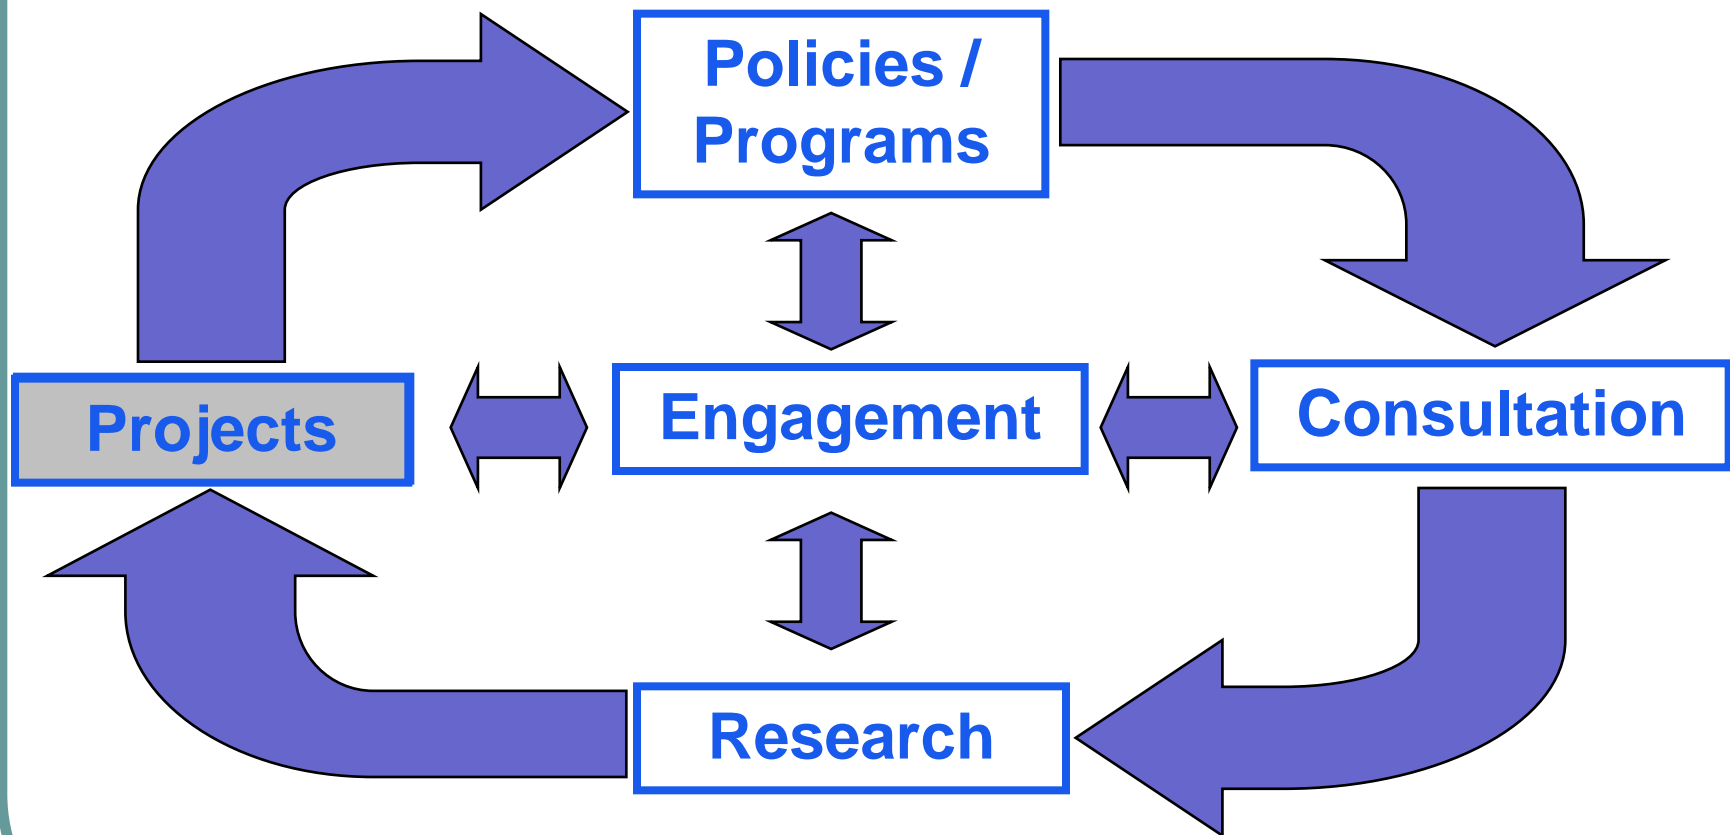 Policies /
Programs
Projects
Engagement
Consultation
Research